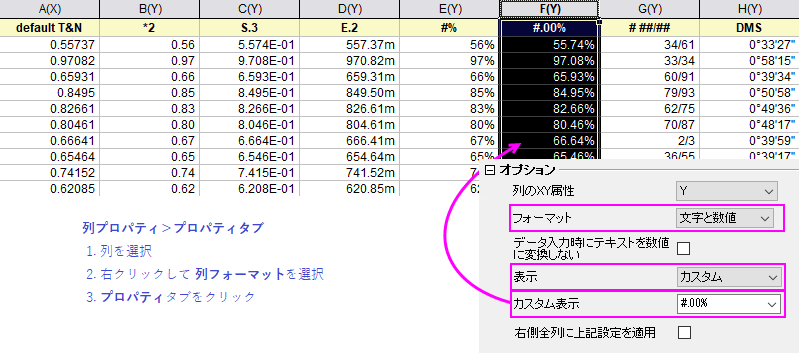 A(X) B(Y) C(Y) D(Y) E(Y) F(Y) G(Y) H(Y)
default T&N *2 S.3 E.2 #% #.00% # ##/## DMS
0.55737 0.56 5.574E-01 557.37m 56% 55.74% 34/61 0°33'27"
0.97082 0.97 9.708E-01 970.82m 97% 97.08% 33/34 0°58'15"
0.65931 0.66 6.593E-01 659.31m 66% 65.93% 60/91 0°39'34"
0.8495 0.85 8.495E-01 849.50m 85% 84.95% 79/93 0°50'58"
0.82661 0.83 8.266E-01 826.61m 83% 82.66% 62/75 0°49'36"
0.80461 0.80 8.046E-01 804.61m 80% 80.46% 70/87 0°48'17"
0.66641 0.67 6.664E-01 666.41m 67% 66.64% 2/3 0°39'59"
0.65464 0.65 6.546E-01 654.64m 65% 65.46% 36/55 0°39'17"
0.74152 0.74 7.415E-01 741.52m
0.62085 0.62 6.208E-01 620.85m
オプション
列のXY属性 Y
フォーマット 文字と数値
データ入力時にテキストを数値
に変換しない
表示 カスタム
カスタム表示 #.00%
右側全列に上記設定を適用
列プロパティ＞プロパティタブ
1. 列を選択
2. 右クリックして 列フォーマットを選択
3. プロパティタブをクリック